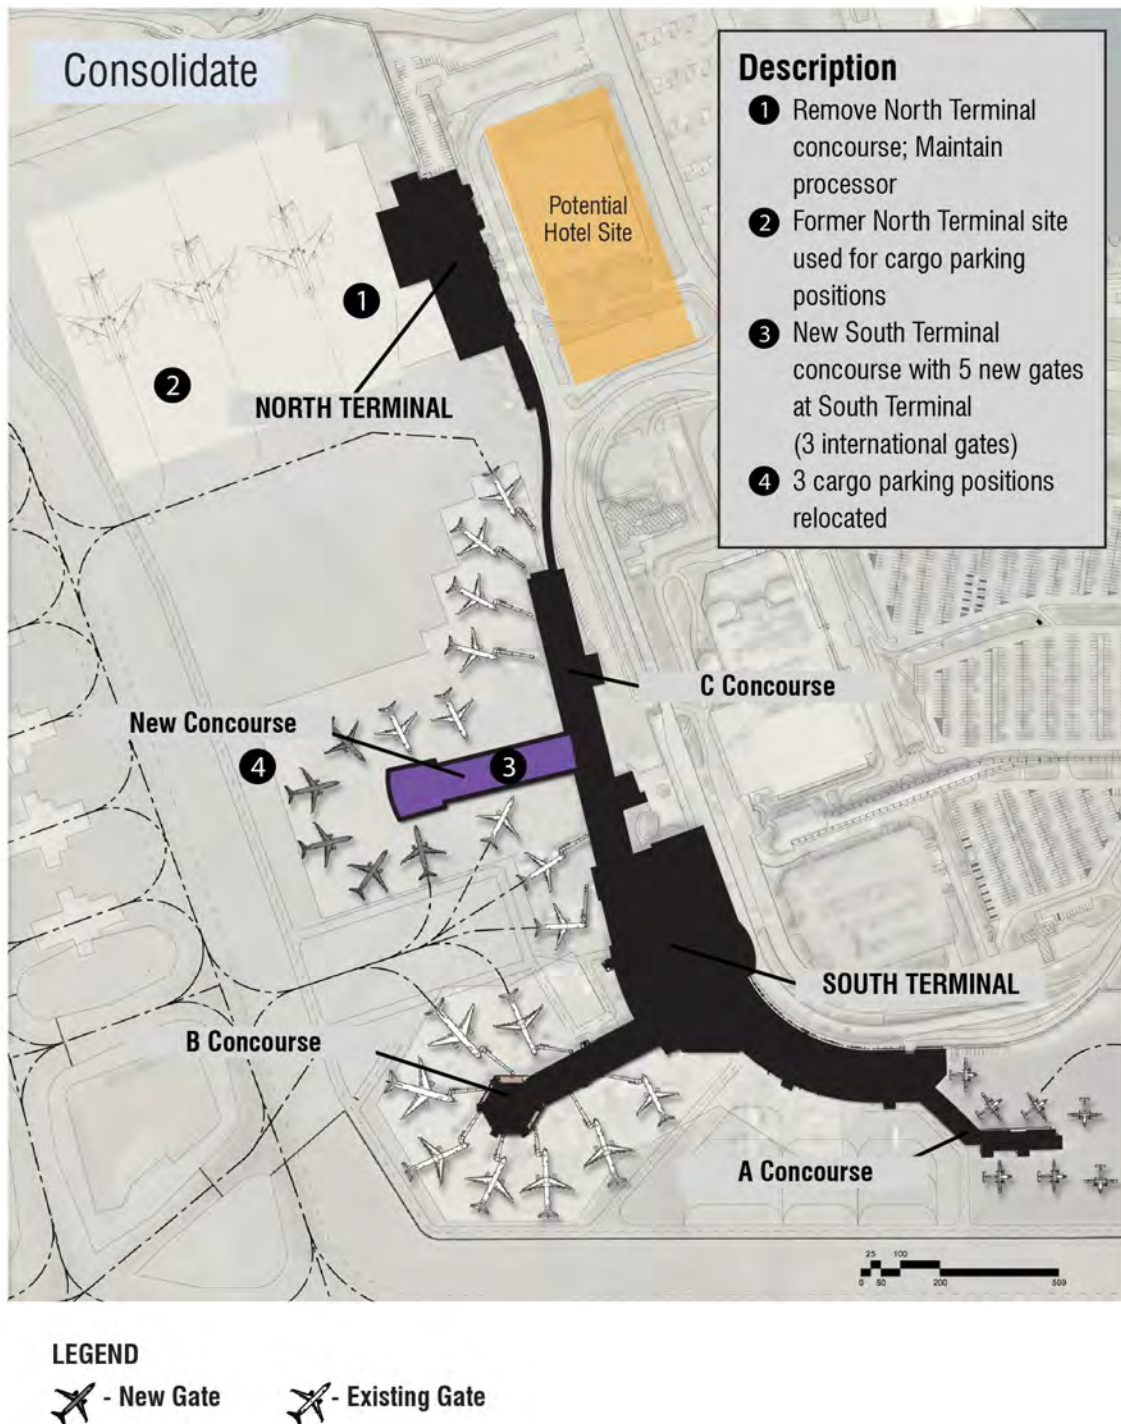 Consolidate
Description
1 Remove North Terminal
concourse; Maintain
processor
2 Former North Terminal site
used for cargo parking
positions
3 New South Terminal
concourse with 5 new gates
at South Terminal
(3 international gates)
4 3 cargo parking positions
relocated
Potential
Hotel Site
1
2
NORTH TERMINAL
C Concourse
New Concourse
3
4
SOUTH TERMINAL
B Concourse
A Concourse
25 100
0 50 200 500
LEGEND
- New Gate
- Existing Gate